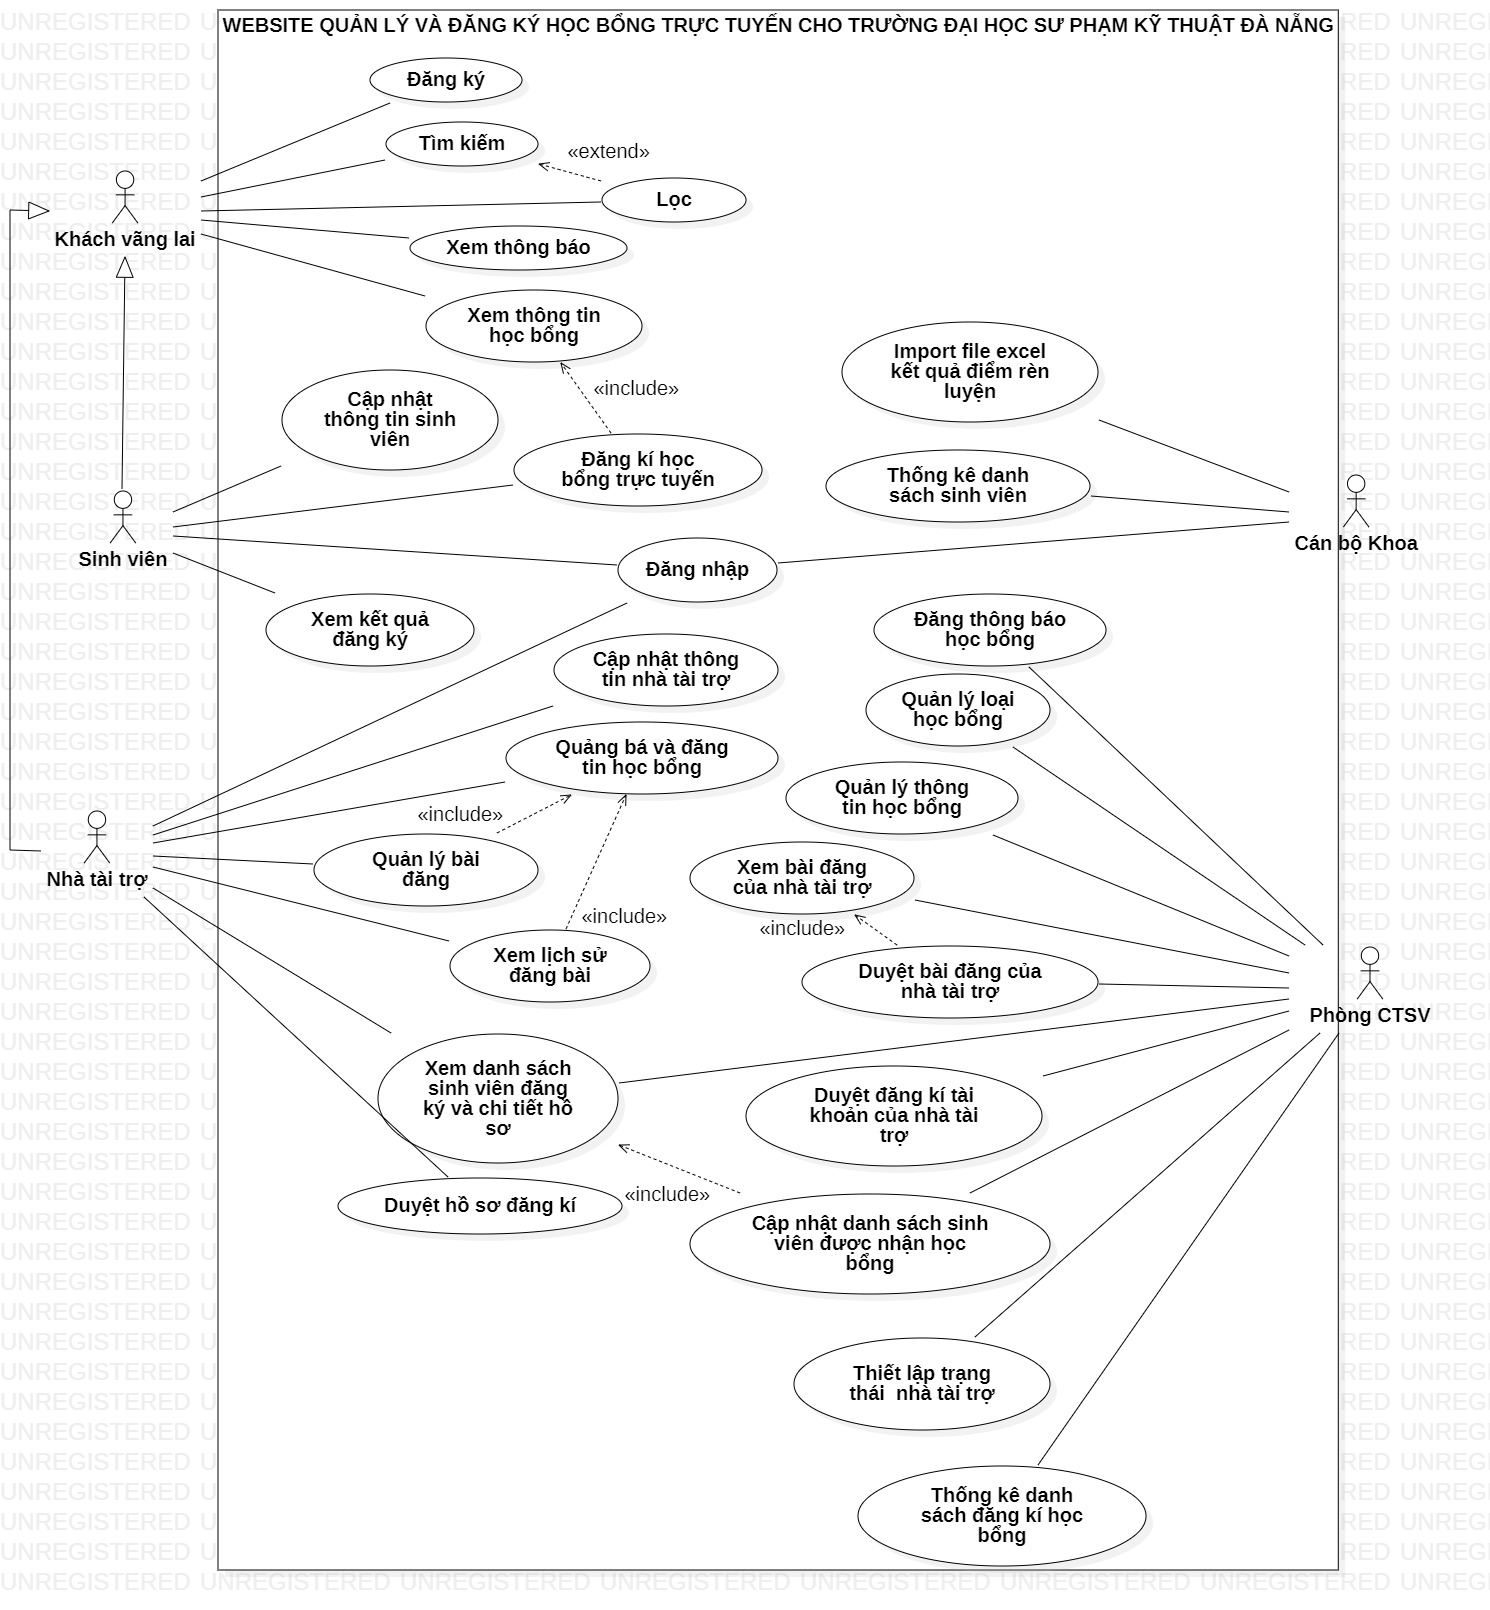 WEBSITE QUẢN LÝ VÀ ĐĂNG KÝ HỌC BỔNG TRỰC TUYẾN CHO TRƯỜNG ĐẠI HỌC SƯ PHẠM KỸ THUẬT ĐÀ NẴNG
Đăng ký
Tìm kiếm
«extend»
Lọc
Khách vãng lai
Xem thông báo
Xem thông tin
học bổng
«include»
Import file excel
kết quả điểm rèn
luyện
Cập nhật
thông tin sinh
viên
Đăng kí học
bổng trực tuyến
Thống kê danh
sách sinh viên
Cán bộ Khoa
Sinh viên
Đăng nhập
Xem kết quả
đăng ký
Đăng thông báo
học bổng
Cập nhật thông
tin nhà tài trợ
Quản lý loại
học bổng
Quảng bá và đăng
tin học bổng
Quản lý thông
tin học bổng
«include»
Nhà tài trợ
Quản lý bài
đăng
Xem bài đăng
của nhà tài trợ
«include»
«include»
Xem lịch sử
đăng bài
Duyệt bài đăng của
nhà tài trợ
Phòng CTSV
Xem danh sách
sinh viên đăng
ký và chi tiết hồ
sơ
Duyệt đăng kí tài
khoản của nhà tài
trợ
«include»
Duyệt hồ sơ đăng kí
Cập nhật danh sách sinh
viên được nhận học
bổng
Thiết lập trạng
thái  nhà tài trợ
Thống kê danh
sách đăng kí học
bổng
UNREGISTERED UNREGISTERED UNREGISTERED UNREGISTERED UNREGISTERED UNREGISTERED UNREGISTERED